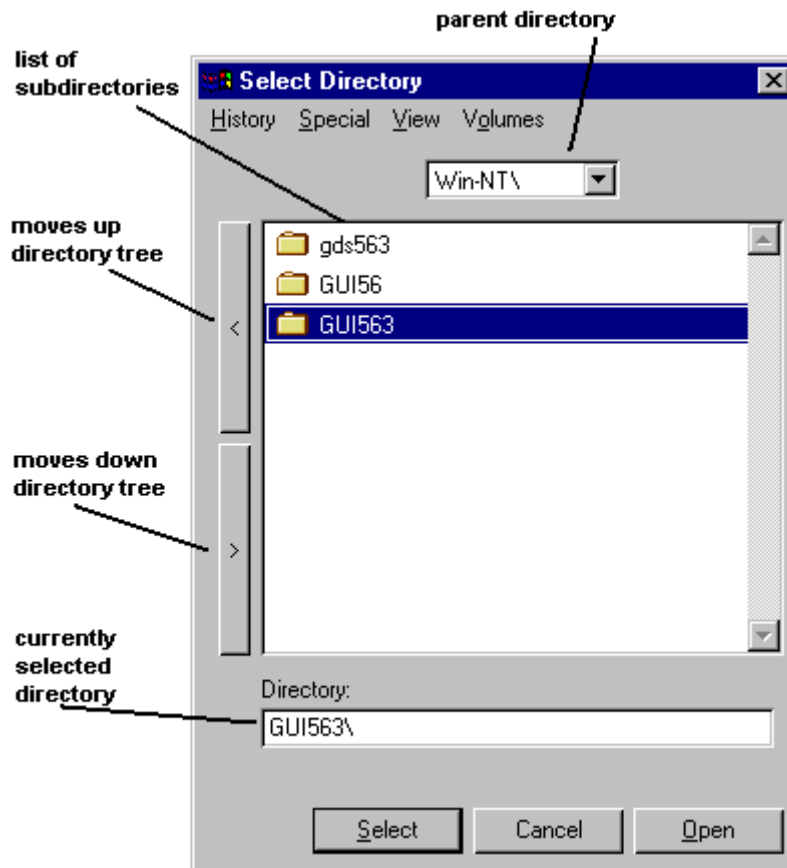 parent directory
list of
subdirectories
Select Directory
History Special View Volumes
Win-NT\
moves up
directory tree
gds563
GUI56
GUI563
<
moves down
directory tree
>
currently
selected
directory
Directory:
GUI563\
Select Cancel Open